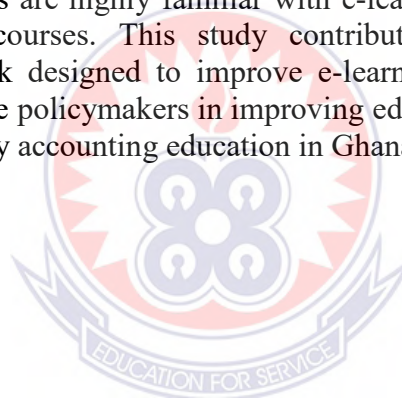 s are highly familiar with e-lea
courses. This study contribut
k designed to improve e-learn
e policymakers in improving ed
y accounting education in Ghana
EDUCATION FOR SERVICE